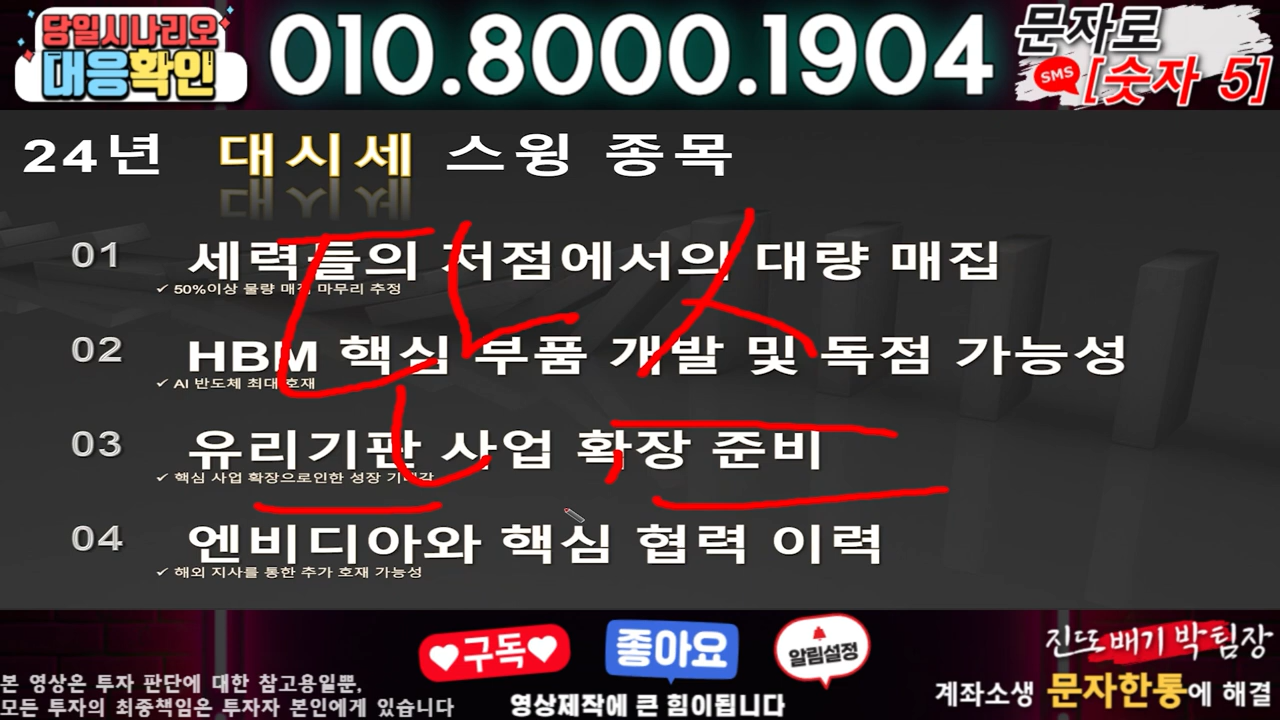 당일시나리오
대응확인
010.8000.1904
문자로
SMS
[숫자 5]
24년 대시세 스윙 종목
01 세력들의 저점에서의 대량 매집
✓ 50%이상 물량 매집 마무리 추정
02 HBM 핵심 부품 개발 및 독점 가능성
✓ AI 반도체 최대 호재
03 유리기판 사업 확장 준비
✓ 핵심 사업 확장으로인한 성장 기대감
04 엔비디아와 핵심 협력 이력
✓ 해외 지사를 통한 추가 호재 가능성
본 영상은 투자 판단에 대한 참고용일뿐,
모든 투자의 최종책임은 투자자 본인에게 있습니다
구독
좋아요
알림설정
영상제작에 큰 힘이됩니다
진또배기 박팀장
계좌소생 문자한통에 해결